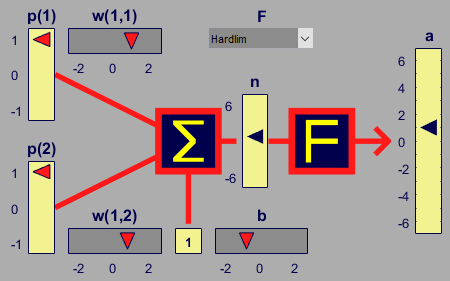 p(1) w(1,1) F a
Hardlim
1
0
-1
-2 0 2
n
6
-6
Σ
F
6
4
2
0
-2
-4
-6
p(2)
1
0
-1
w(1,2) b
1
-2 0 2 -2 0 2